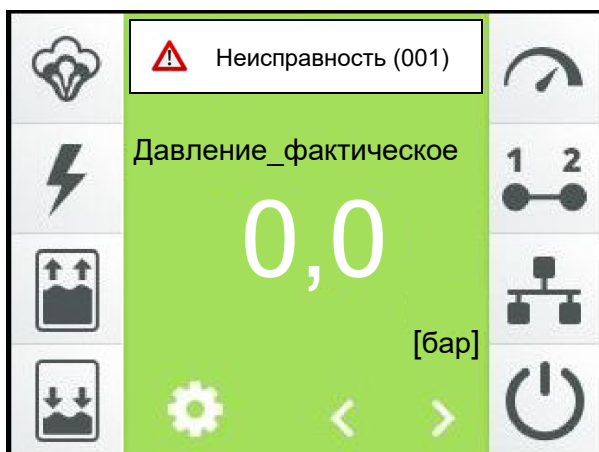 Неисправность (001)
Давление_фактическое
1 2
0,0
[бар]